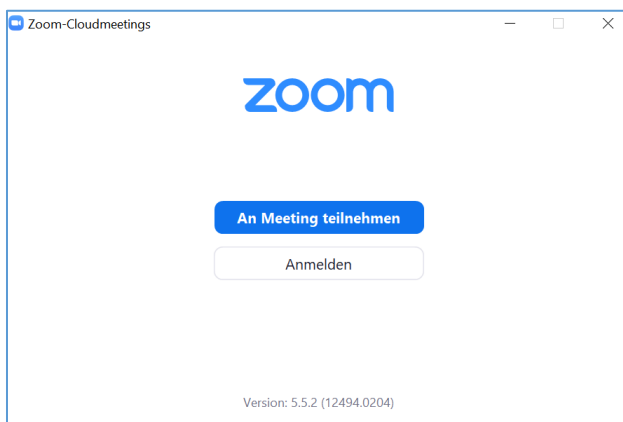 Zoom-Cloudmeetings
zoom
An Meeting teilnehmen
Anmelden
Version: 5.5.2 (12494.0204)